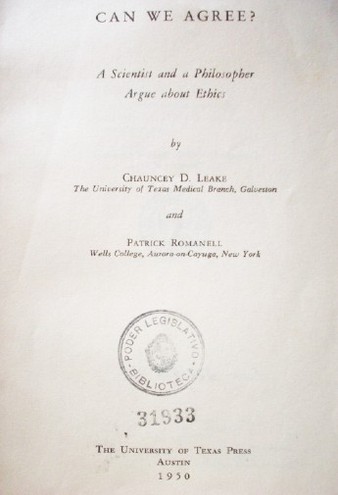 CAN WE AGREE?
A Scientist and a Philosopher
Argue about Ethics
by
CHAUNCEY D. LEAKE
The University of Texas Medical Branch, Galveston
and
PATRICK ROMANELL
Wells College, Aurora-on-Cayuga, New York
PODER LEGISLATIVO
BIBLIOTECA
31933
THE UNIVERSITY OF TEXAS PRESS
AUSTIN
1950